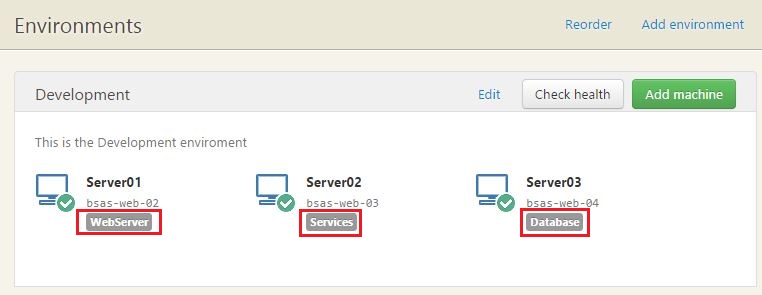 Environments
Reorder
Add environment
Development
Edit
Check health
Add machine
This is the Development enviroment
Server01
Server02
Server03
bsas-web-02
bsas-web-03
bsas-web-04
WebServer
Services
Database